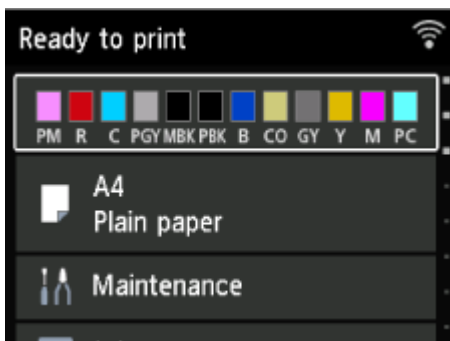 Ready to print
PM R C PGY MBK PBK B CO GY Y M PC
A4
Plain paper
Maintenance